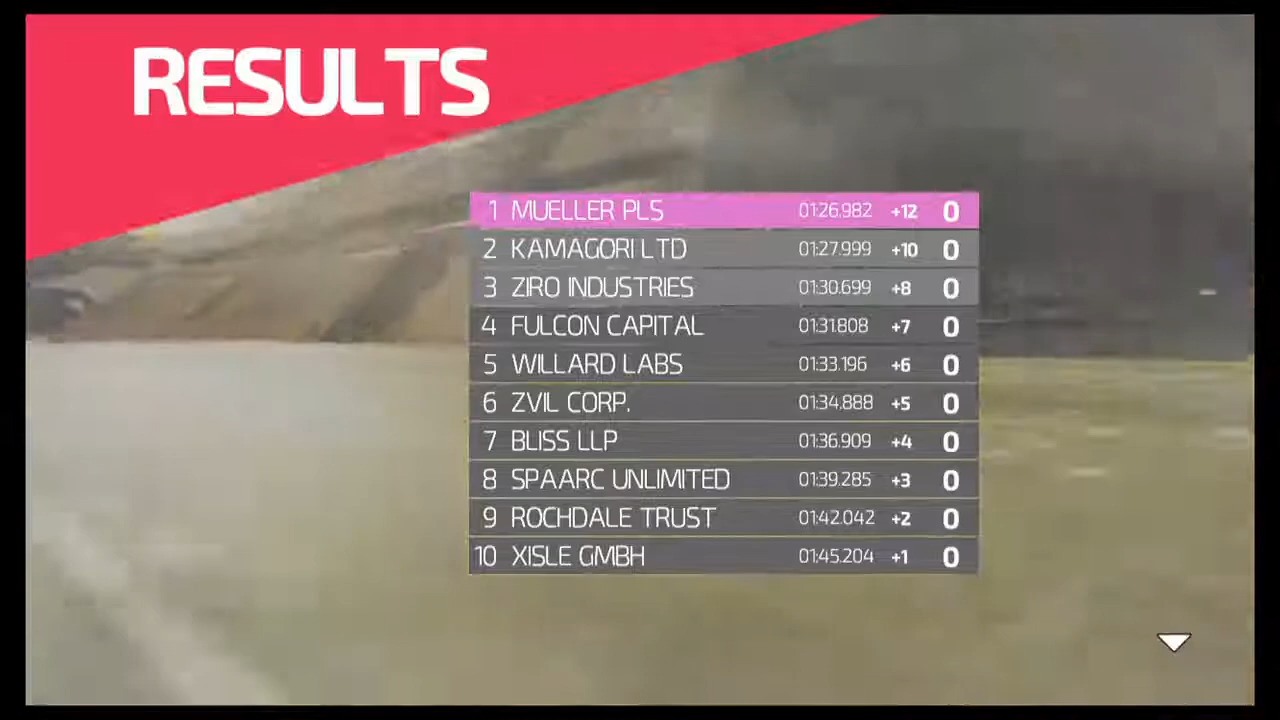 RESULTS
1 MUELLER PLS 01:26.982 +12 0
2 KAMAGORI LTD 01:27.999 +10 0
3 ZIRO INDUSTRIES 01:30.699 +8 0
4 FULCON CAPITAL 01:31.808 +7 0
5 WILLARD LABS 01:33.196 +6 0
6 ZVIL CORP. 01:34.888 +5 0
7 BLISS LLP 01:36.909 +4 0
8 SPAARC UNLIMITED 01:39.285 +3 0
9 ROCHDALE TRUST 01:42.042 +2 0
10 XISLE GMBH 01:45.204 +1 0